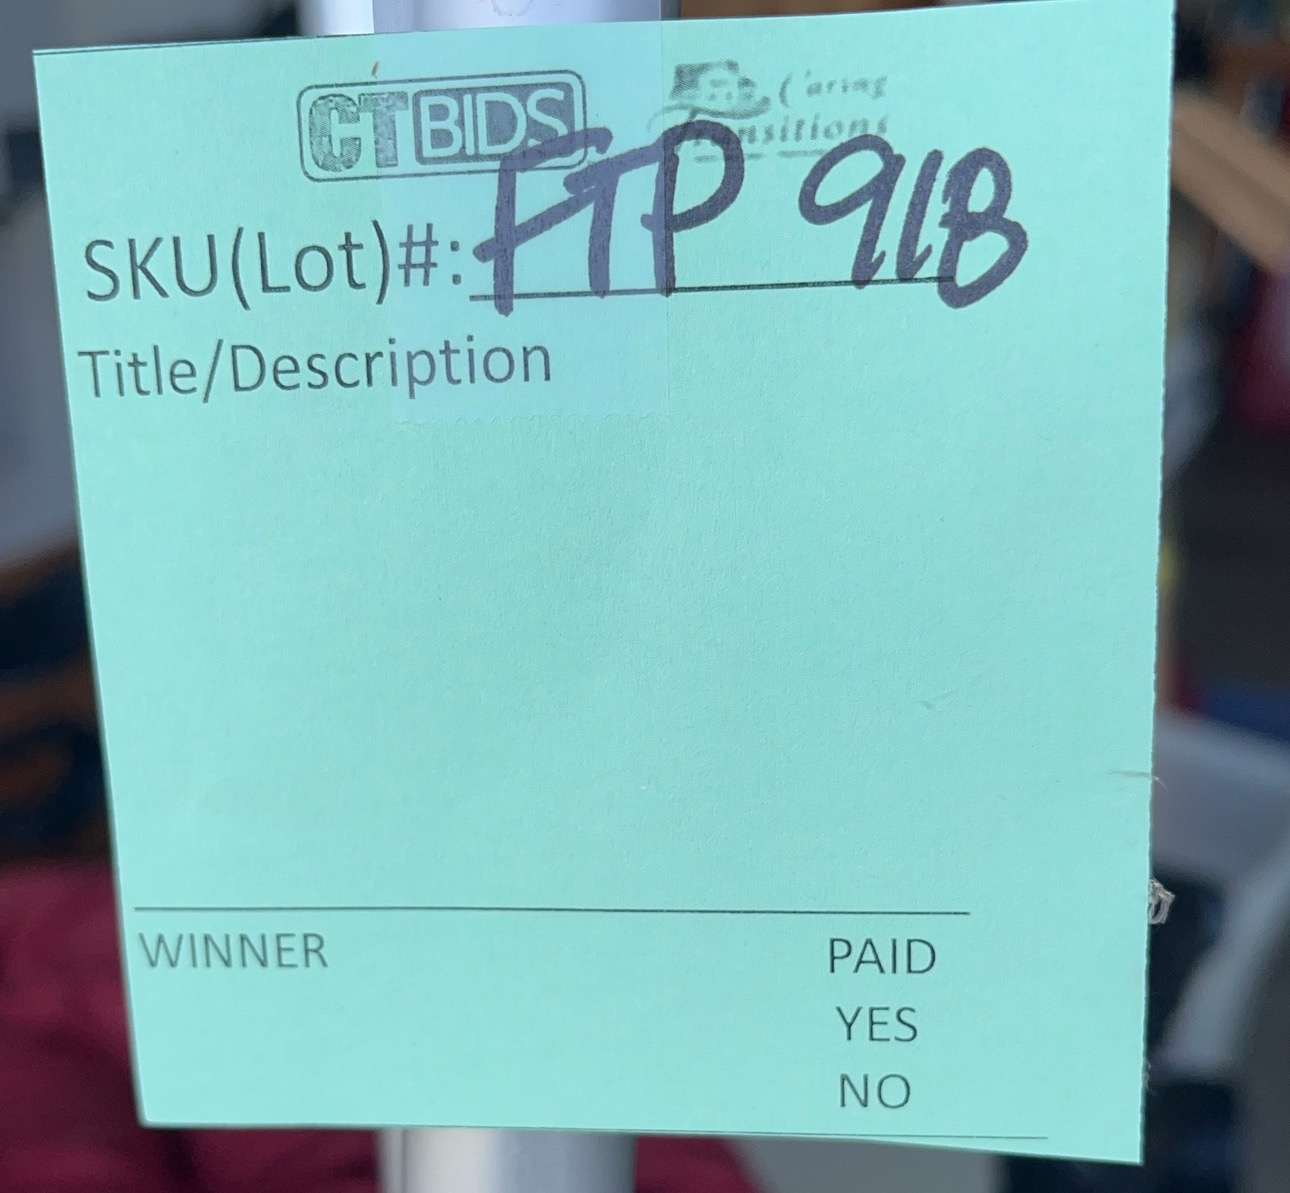 CTBIDS
Caring
Transitions
SKU(Lot)#: FTP 918
Title/Description
WINNER PAID
YES
NO